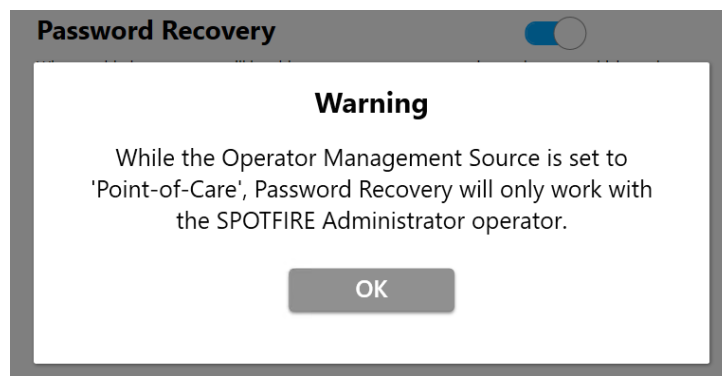 Password Recovery
Warning
While the Operator Management Source is set to
'Point-of-Care', Password Recovery will only work with
the SPOTFIRE Administrator operator.
OK